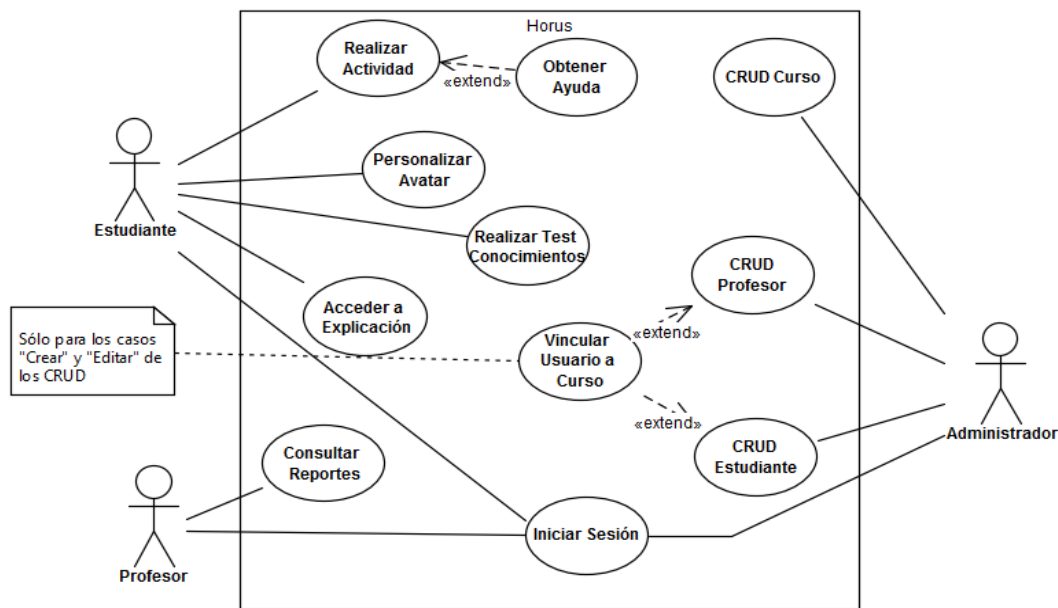 Horus
Realizar
Actividad
«extend»
Obtener
Ayuda
CRUD Curso
Estudiante
Personalizar
Avatar
Realizar Test
Conocimientos
CRUD
Profesor
Acceder a
Explicación
Sólo para los casos
"Crear" y "Editar" de
los CRUD
Vincular
Usuario a
Curso
«extend»
«extend»
CRUD
Estudiante
Administrador
Consultar
Reportes
Iniciar Sesión
Profesor